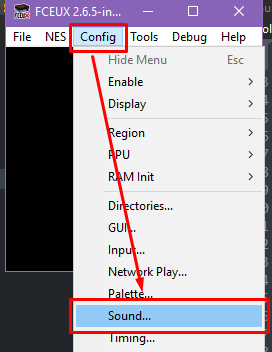 FCEUX 2.6.5-in...
File NES Config Tools Debug Help
Hide Menu Esc
Enable >
Display >
Region >
PPU >
RAM Init >
Directories...
GUI...
Input...
Network Play...
Palette...
Sound...
Timing...